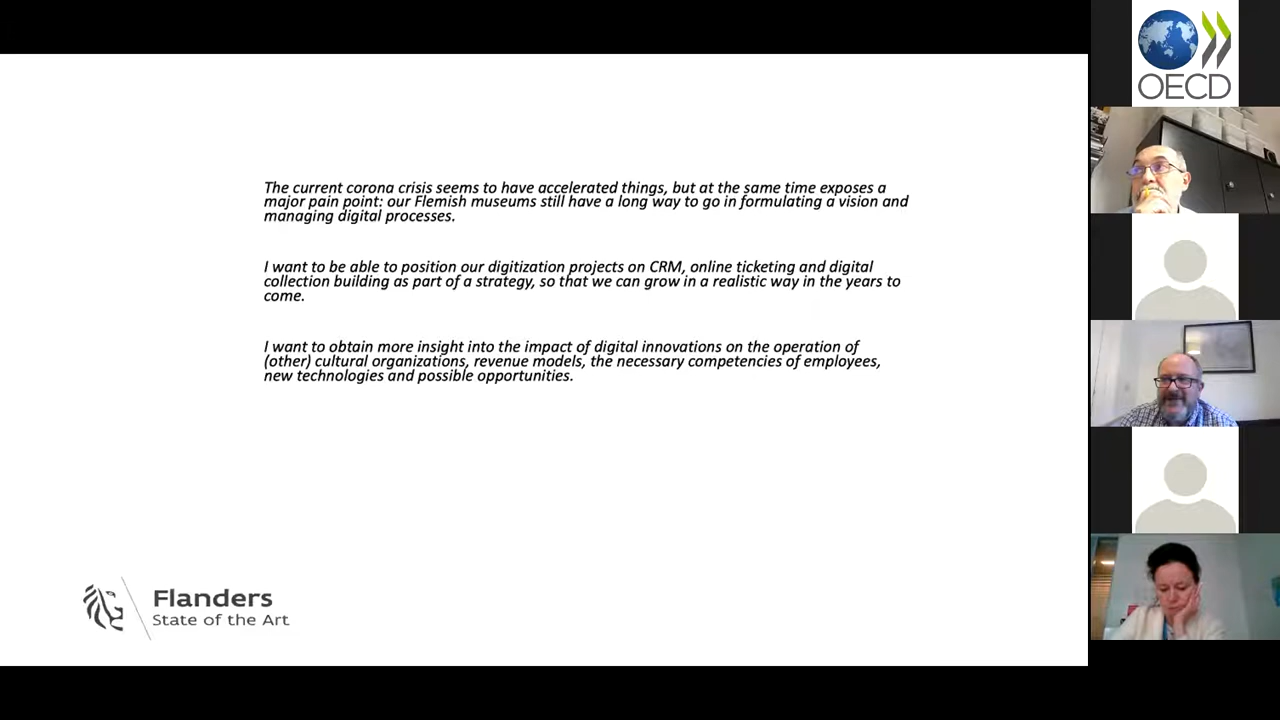 The current corona crisis seems to have accelerated things, but at the same time exposes a
major pain point: our Flemish museums still have a long way to go in formulating a vision and
managing digital processes.
I want to be able to position our digitization projects on CRM, online ticketing and digital
collection building as part of a strategy, so that we can grow in a realistic way in the years to
come.
I want to obtain more insight into the impact of digital innovations on the operation of
(other) cultural organizations, revenue models, the necessary competencies of employees,
new technologies and possible opportunities.
Flanders
State of the Art
OECD